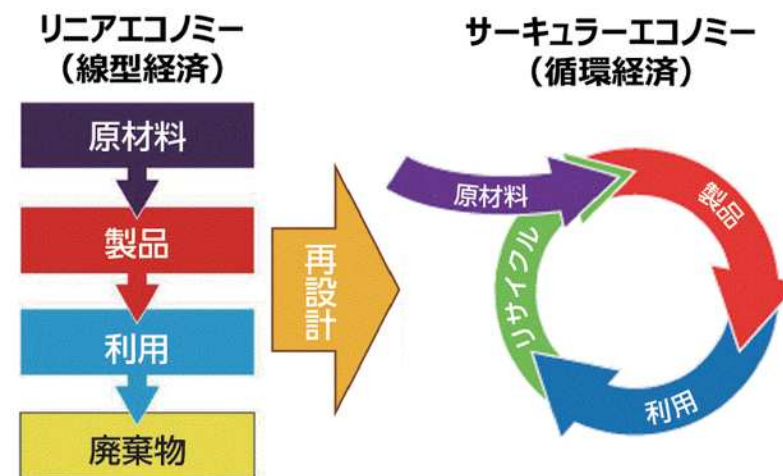 リニアエコノミー
（線型経済）
原材料
製品
利用
廃棄物
再設計
サーキュラーエコノミー
（循環経済）
原材料
製品
利用
リサイクル